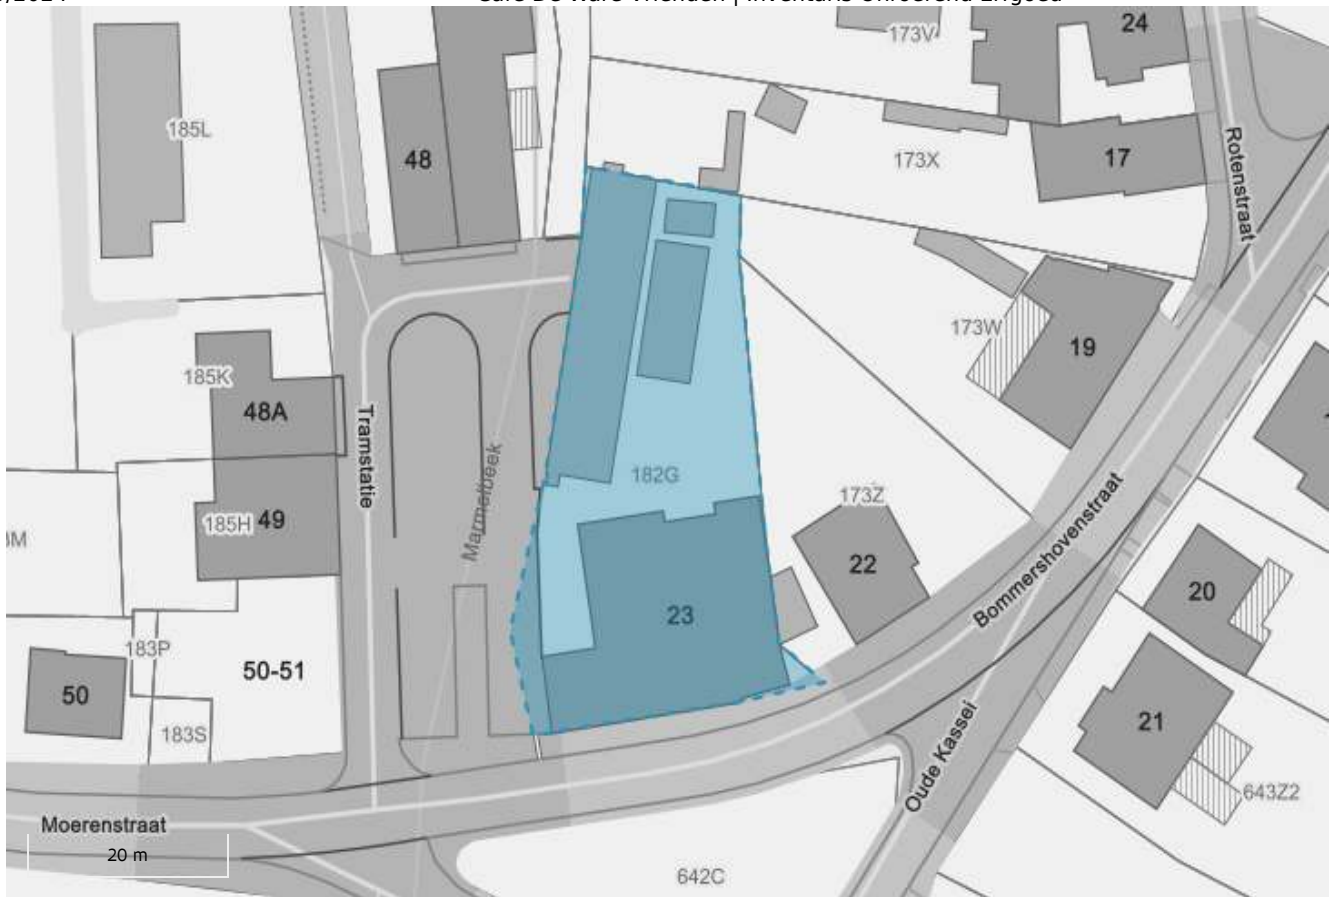 Café De Ware Vrienden | Inventaris Onroerend Erfgoed
24
173V
185L
48
173X
17
Rotenstraat
173W
19
185K
48A
Tramstatie
Marmelbeek
182G
173Z
185H
49
22
Bommershovenstraat
20
23
183P
50-51
50
21
183S
Oude Kassei
643Z2
Moerenstraat
20 m
642C